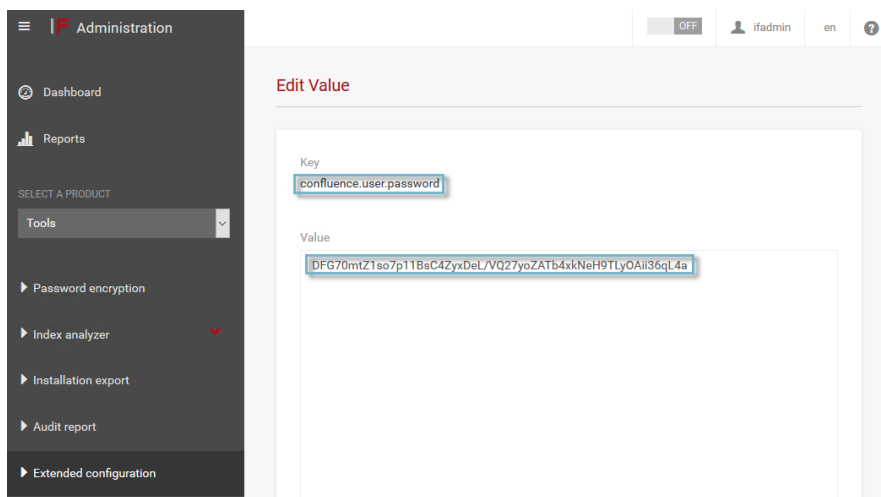 IF Administration
OFF
ifadmin
en
?
Dashboard
Reports
SELECT A PRODUCT
Tools
Password encryption
Index analyzer
Installation export
Audit report
Extended configuration
Edit Value
Key
confluence.user.password
Value
DFG70mtZ1so7p11BsC4ZyxDeL/VQ27yoZATb4xkNeH9TLyOAii36qL4a